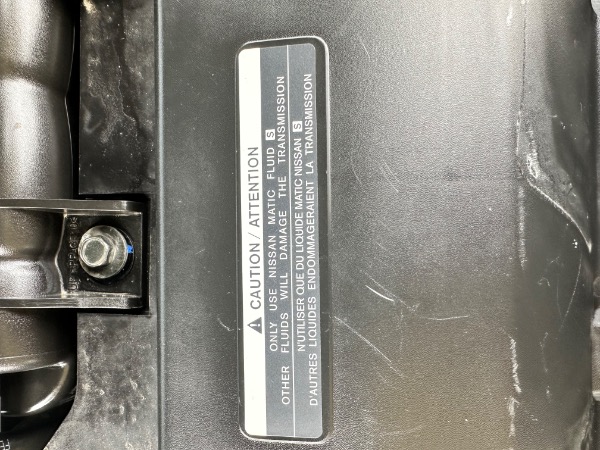 CAUTION / ATTENTION
ONLY USE NISSAN MATIC FLUID S
OTHER FLUIDS WILL DAMAGE THE TRANSMISSION
N'UTILISER QUE DU LIQUIDE MATIC NISSAN S
D'AUTRES LIQUIDES ENDOMMAGERAIENT LA TRANSMISSION